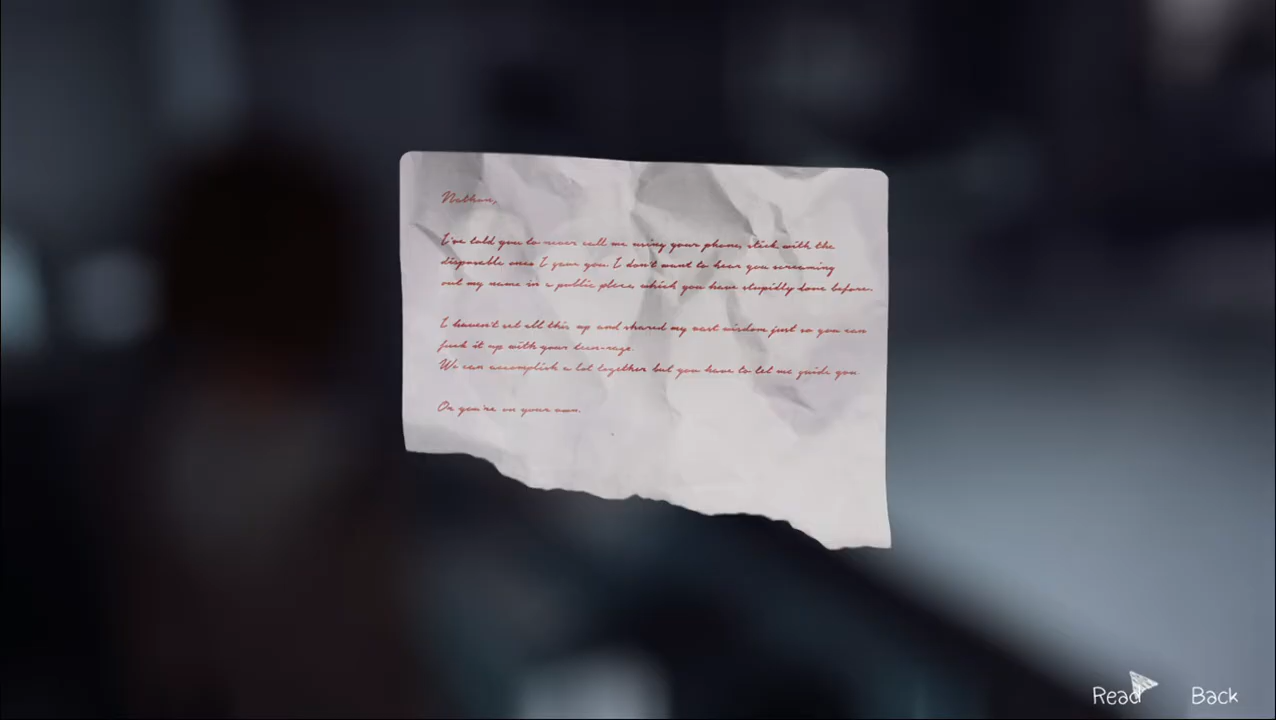 Nathan,
I've told you to never call me using your phone, stick with the
disposable ones I gave you. I don't want to hear you screaming
out my name in a public place, which you have stupidly done before.
I haven't set all this up and shared my vast wisdom just so you can
fuck it up with your teen-rage.
We can accomplish a lot together but you have to let me guide you
Or you're on your own.
Read
Back